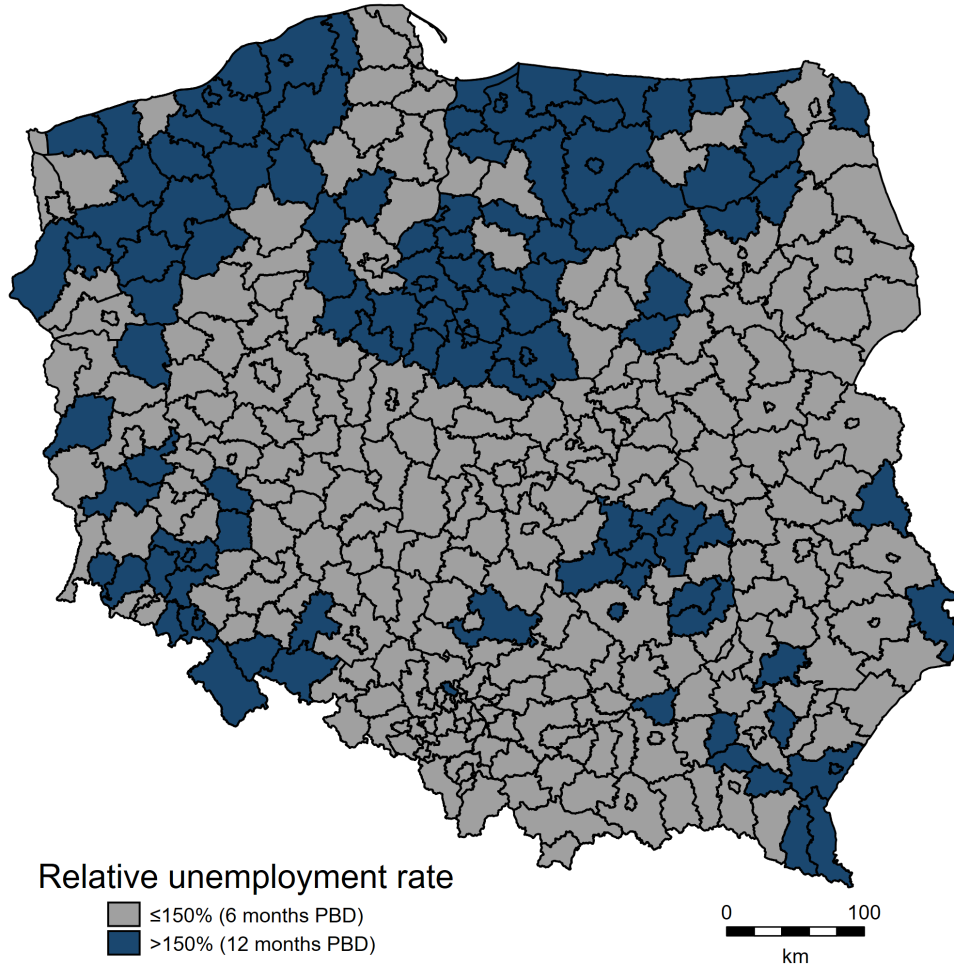 Relative unemployment rate
≤150% (6 months PBD)
>150% (12 months PBD)
0 100
km